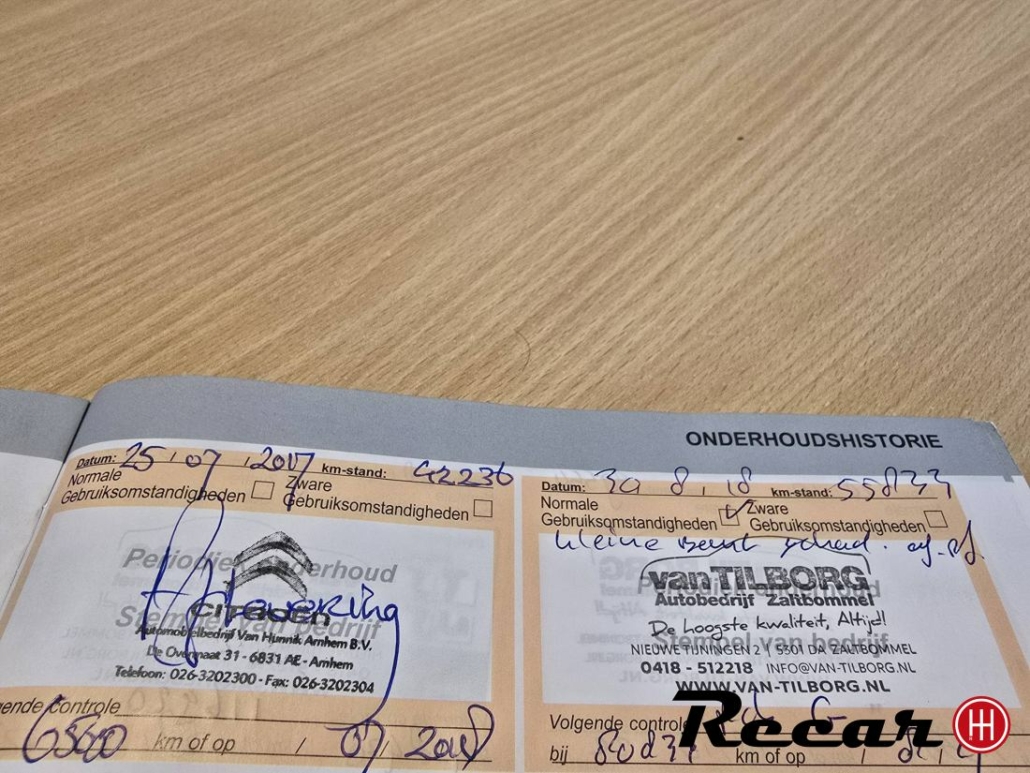 ONDERHOUDSHISTORIE
Datum: 25 / 07 / 2017 km-stand: 42236
Normale
Gebruiksomstandigheden
Zware
Gebruiksomstandigheden
Periodiek onderhoud
Stempel van bedrijf
Aflevering
CITROËN
Automobielbedrijf Van Hunnik Arnhem B.V.
De Overmaat 31 - 6831 AE - Arnhem
Telefoon: 026-3202300 - Fax: 026-3202304
ende controle
km of op / 07 / 2018
Datum: 30 8 / 18 km-stand: 55833
Normale
Gebruiksomstandigheden
Zware
Gebruiksomstandigheden
kleine beurt
van TILBORG
Autobedrijf Zaltbommel
De hoogste kwaliteit, Altijd!
Stempel van bedrijf
NIEUWE TIJNINGEN 2 / 5301 DA ZALTBOMMEL
0418 - 512218 INFO@VAN-TILBORG.NL
WWW.VAN-TILBORG.NL
Volgende controle
bij km of op
Recar H